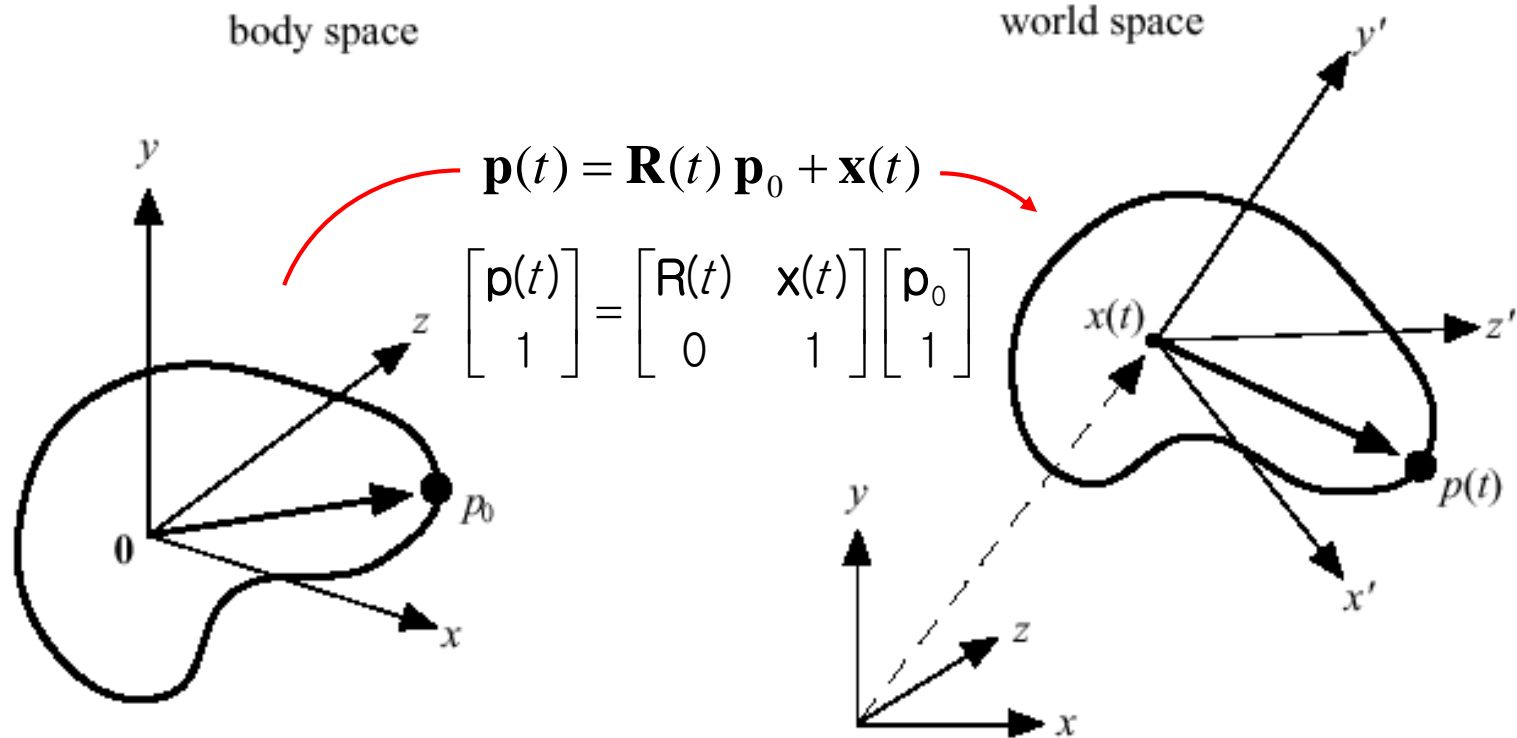 body space
world space
𝐩(t) = 𝐑(t) 𝐩₀ + 𝐱(t)
[p(t)] = [R(t) x(t)] [p₀]
[1] [0 1] [1]
y
z
0
p₀
x
y'
x(t)
z'
p(t)
x'
y
z
x